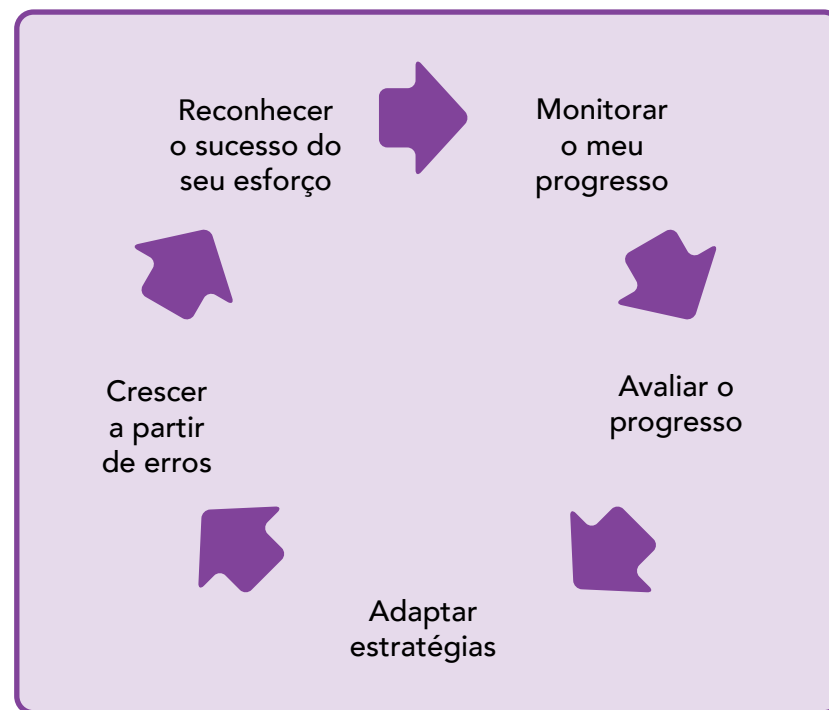 Reconhecer
o sucesso do
seu esforço
Monitorar
o meu
progresso
Avaliar o
progresso
Adaptar
estratégias
Crescer
a partir
de erros